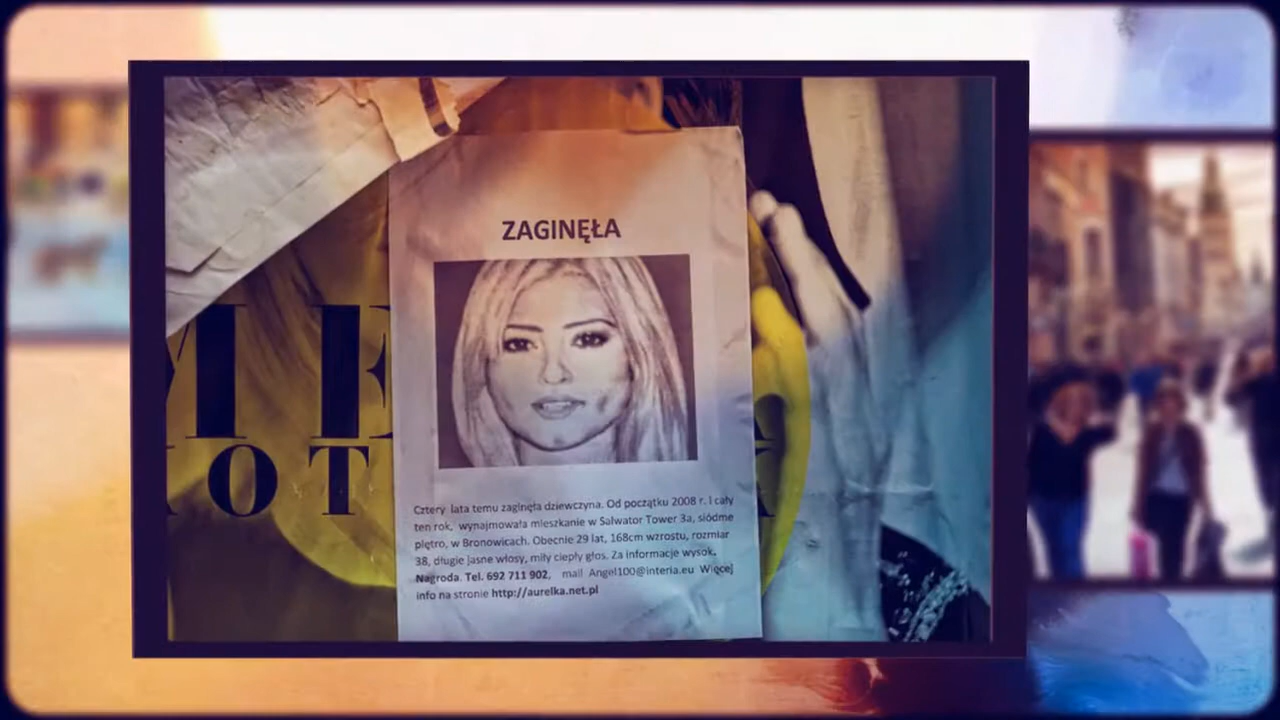 ZAGINĘŁA
ME
OT
Cztery lata temu zaginęła dziewczyna. Od początku 2008 r. I cały
ten rok, wynajmowała mieszkanie w Salwator Tower 3a, siódme
piętro, w Bronowicach. Obecnie 29 lat, 168cm wzrostu, rozmiar
38, długie jasne włosy, miły ciepły głos. Za informacje wysok.
Nagroda. Tel. 692 711 902, mail Angel100@interia.eu Więcej
info na stronie http://aurelka.net.pl